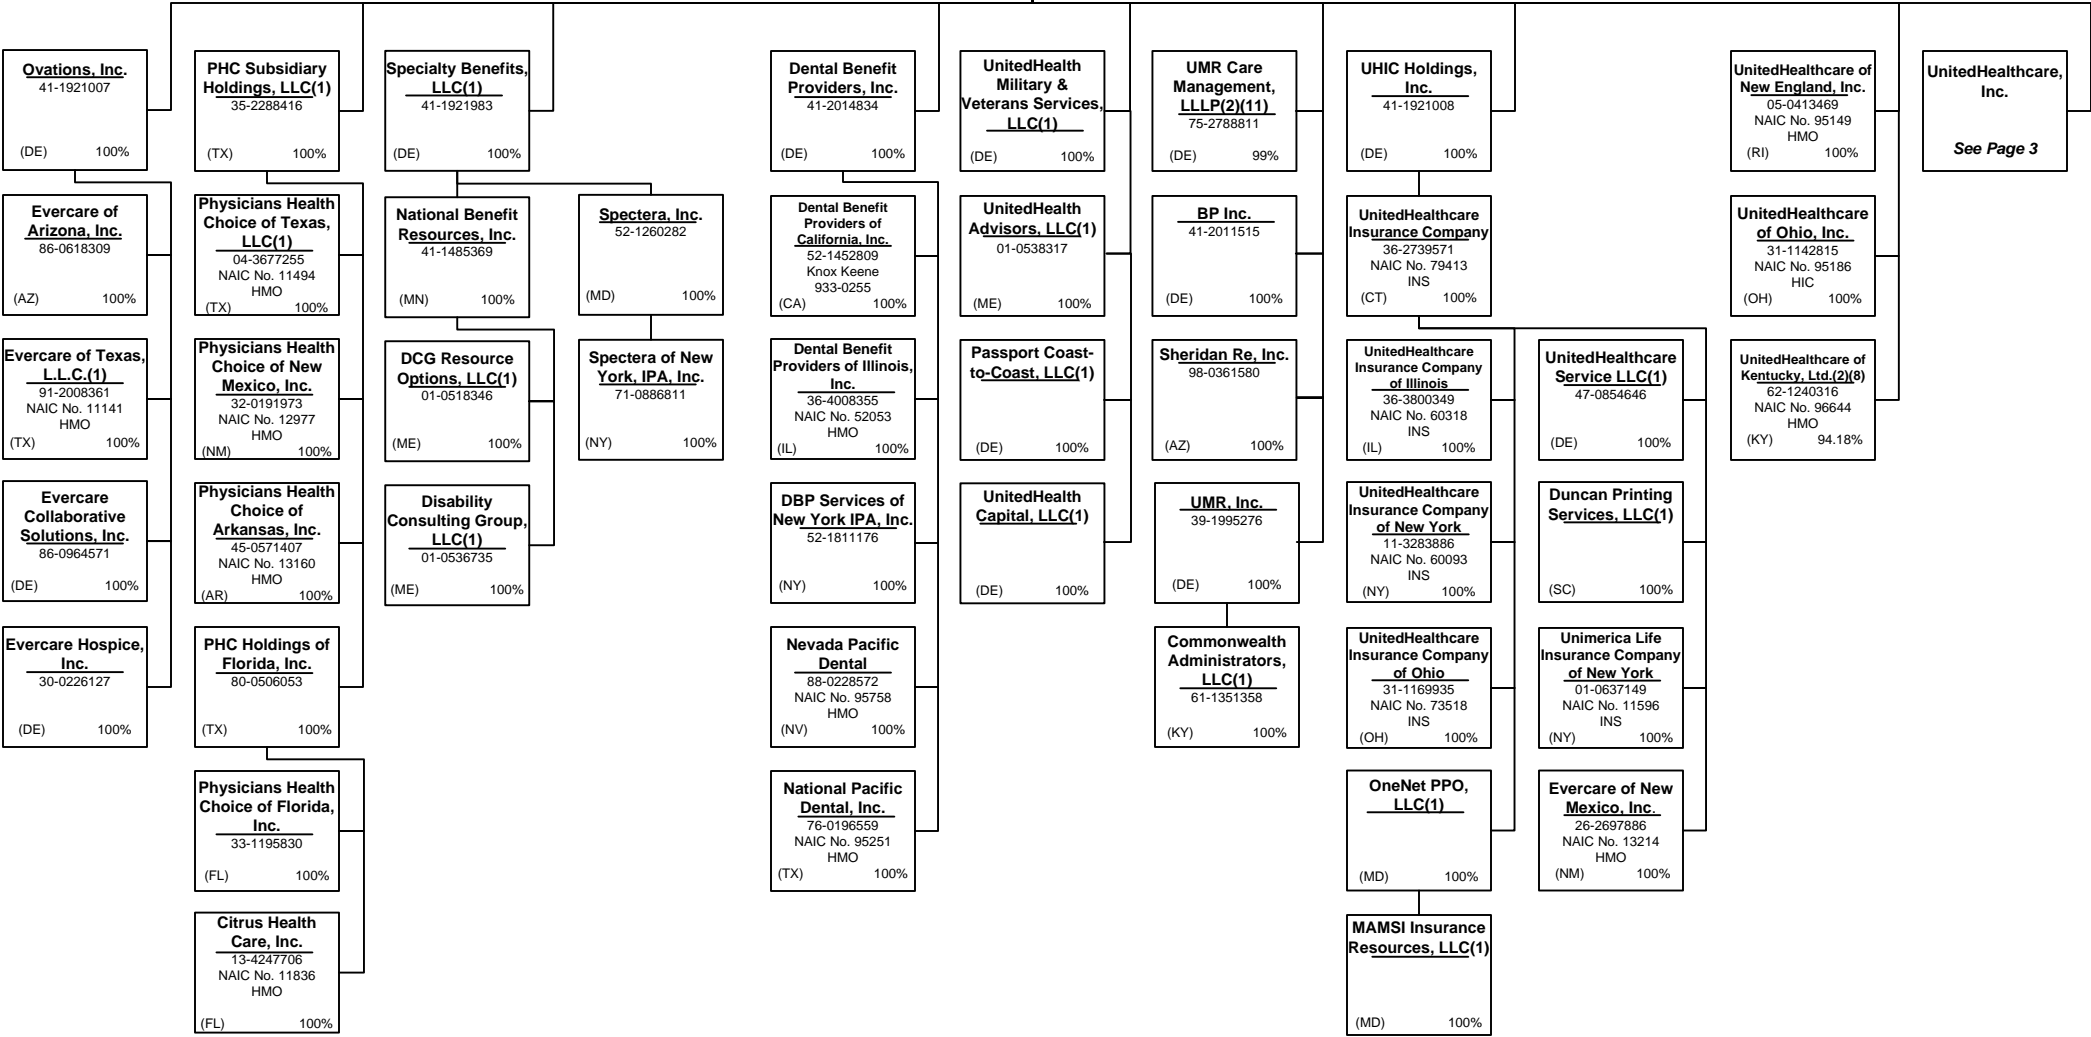 Ovations, Inc.
41-1921007
(DE) 100%
Evercare of
Arizona, Inc.
86-0618309
(AZ) 100%
Evercare of Texas,
L.L.C.(1)
91-2008361
NAIC No. 11141
HMO
(TX) 100%
Evercare
Collaborative
Solutions, Inc.
86-0964571
(DE) 100%
Evercare Hospice,
Inc.
30-0226127
(DE) 100%
PHC Subsidiary
Holdings, LLC(1)
35-2288416
(TX) 100%
Physicians Health
Choice of Texas,
LLC(1)
04-3677255
NAIC No. 11494
HMO
(TX) 100%
Physicians Health
Choice of New
Mexico, Inc.
32-0191973
NAIC No. 12977
HMO
(NM) 100%
Physicians Health
Choice of
Arkansas, Inc.
45-0571407
NAIC No. 13160
HMO
(AR) 100%
PHC Holdings of
Florida, Inc.
80-0506053
(TX) 100%
Physicians Health
Choice of Florida,
Inc.
33-1195830
(FL) 100%
Citrus Health
Care, Inc.
13-4247706
NAIC No. 11836
HMO
(FL) 100%
Specialty Benefits,
LLC(1)
41-1921983
(DE) 100%
National Benefit
Resources, Inc.
41-1485369
(MN) 100%
DCG Resource
Options, LLC(1)
01-0518346
(ME) 100%
Disability
Consulting Group,
LLC(1)
01-0536735
(ME) 100%
Spectera, Inc.
52-1260282
(MD) 100%
Spectera of New
York, IPA, Inc.
71-0886811
(NY) 100%
Dental Benefit
Providers, Inc.
41-2014834
(DE) 100%
Dental Benefit
Providers of
California, Inc.
52-1452809
Knox Keene
933-0255
(CA) 100%
Dental Benefit
Providers of Illinois,
Inc.
36-4008355
NAIC No. 52053
HMO
(IL) 100%
DBP Services of
New York IPA, Inc.
52-1811176
(NY) 100%
Nevada Pacific
Dental
88-0228572
NAIC No. 95758
HMO
(NV) 100%
National Pacific
Dental, Inc.
76-0196559
NAIC No. 95251
HMO
(TX) 100%
UnitedHealth
Military &
Veterans Services,
LLC(1)
(DE) 100%
UnitedHealth
Advisors, LLC(1)
01-0538317
(ME) 100%
Passport Coast-
to-Coast, LLC(1)
(DE) 100%
UnitedHealth
Capital, LLC(1)
(DE) 100%
UMR Care
Management,
LLLP(2)(11)
75-2788811
(DE) 99%
BP Inc.
41-2011515
(DE) 100%
Sheridan Re, Inc.
98-0361580
(AZ) 100%
UMR, Inc.
39-1995276
(DE) 100%
Commonwealth
Administrators,
LLC(1)
61-1351358
(KY) 100%
UHIC Holdings,
Inc.
41-1921008
(DE) 100%
UnitedHealthcare
Insurance Company
36-2739571
NAIC No. 79413
INS
(CT) 100%
UnitedHealthcare
Insurance Company
of Illinois
36-3800349
NAIC No. 60318
INS
(IL) 100%
UnitedHealthcare
Insurance Company
of New York
11-3283886
NAIC No. 60093
INS
(NY) 100%
UnitedHealthcare
Insurance Company
of Ohio
31-1169935
NAIC No. 73518
INS
(OH) 100%
OneNet PPO,
LLC(1)
(MD) 100%
MAMSI Insurance
Resources, LLC(1)
(MD) 100%
UnitedHealthcare
Service LLC(1)
47-0854646
(DE) 100%
Duncan Printing
Services, LLC(1)
(SC) 100%
Unimerica Life
Insurance Company
of New York
01-0637149
NAIC No. 11596
INS
(NY) 100%
Evercare of New
Mexico, Inc.
26-2697886
NAIC No. 13214
HMO
(NM) 100%
UnitedHealthcare of
New England, Inc.
05-0413469
NAIC No. 95149
HMO
(RI) 100%
UnitedHealthcare
of Ohio, Inc.
31-1142815
NAIC No. 95186
HIC
(OH) 100%
UnitedHealthcare of
Kentucky, Ltd.(2)(8)
62-1240316
NAIC No. 96644
HMO
(KY) 94.18%
UnitedHealthcare,
Inc.
See Page 3